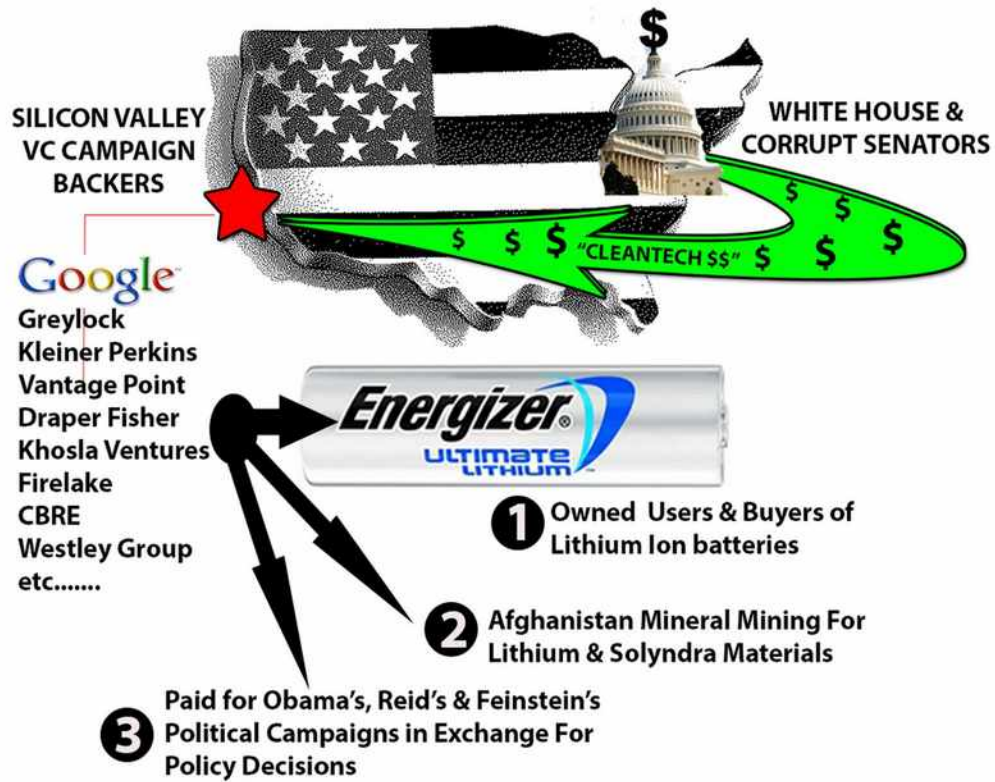 $
SILICON VALLEY
VC CAMPAIGN
BACKERS
WHITE HOUSE &
CORRUPT SENATORS
$ $ $ "CLEANTECH $$" $ $ $ $ $
Google™
Greylock
Kleiner Perkins
Vantage Point
Draper Fisher
Khosla Ventures
Firelake
CBRE
Westley Group
etc.......
Energizer®
ULTIMATE
LITHIUM™
1 Owned Users & Buyers of
Lithium Ion batteries
2 Afghanistan Mineral Mining For
Lithium & Solyndra Materials
3 Paid for Obama's, Reid's & Feinstein's
Political Campaigns in Exchange For
Policy Decisions